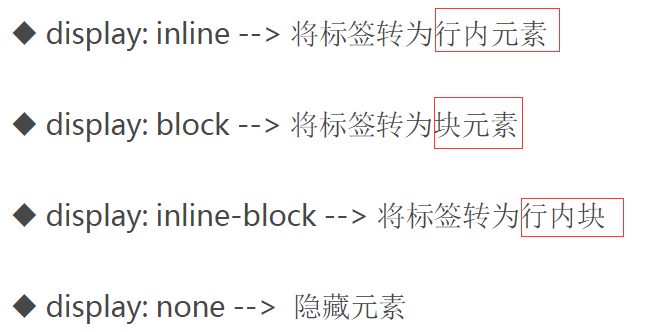 ◆ display: inline --> 将标签转为行内元素
◆ display: block --> 将标签转为块元素
◆ display: inline-block --> 将标签转为行内块
◆ display: none --> 隐藏元素